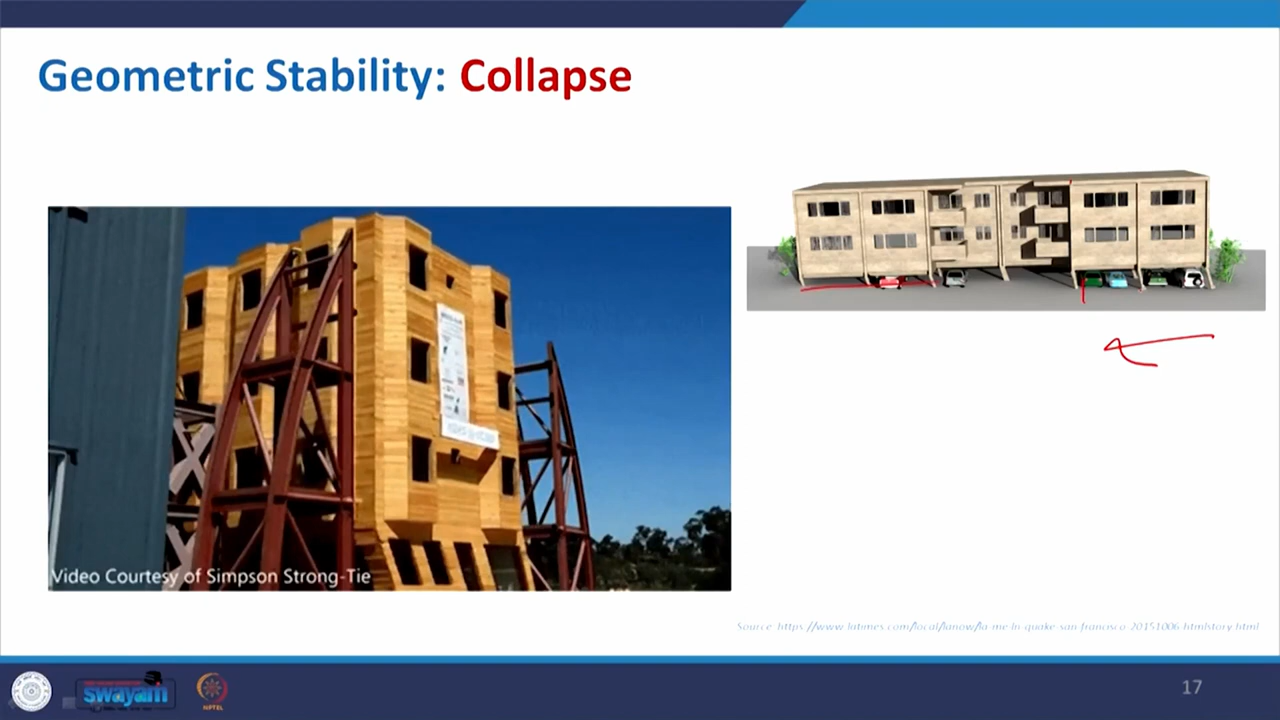 Geometric Stability: Collapse
Video Courtesy of Simpson Strong-Tie
Source: https://www.latimes.com/local/lanow/la-me-ln-quake-san-francisco-20151006-htmlstory.html
swayam
NPTEL
17